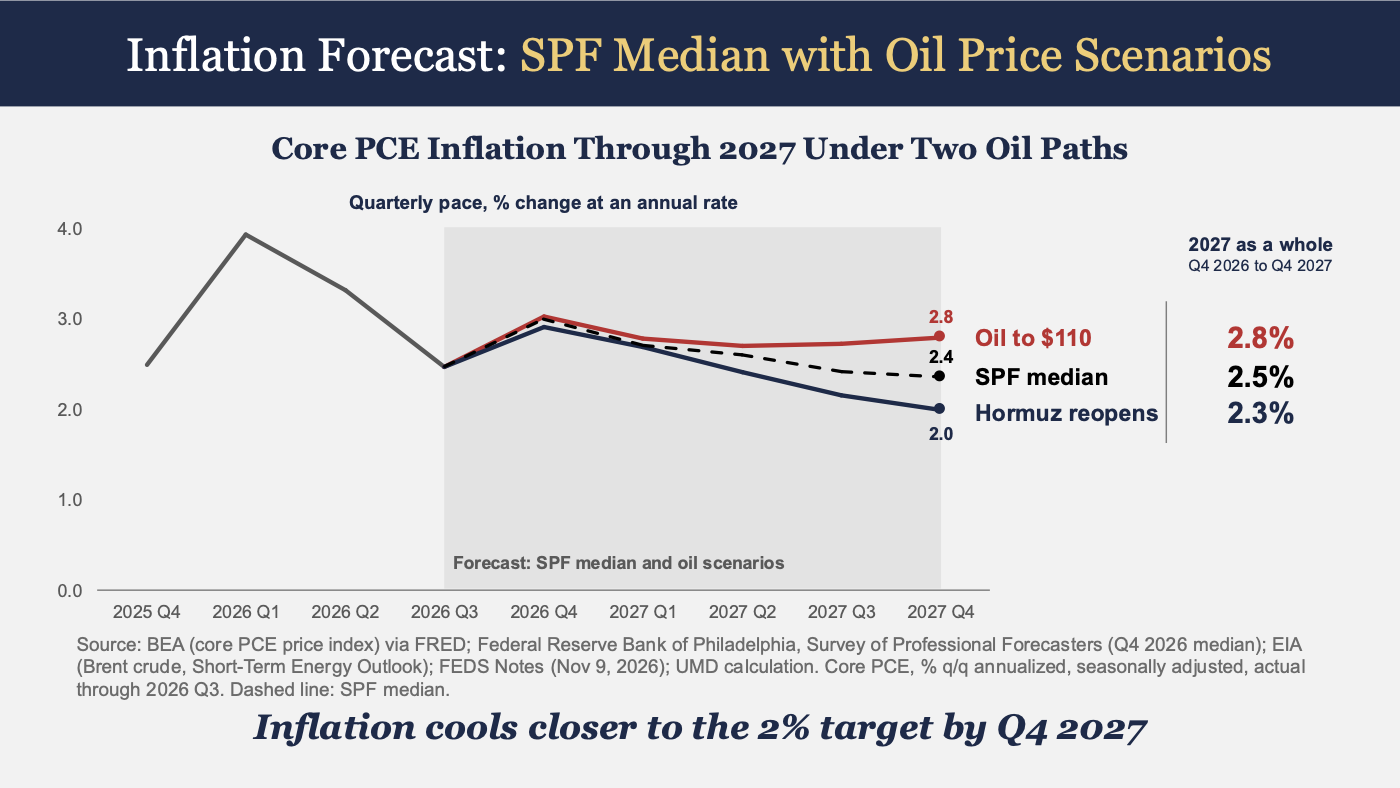 Inflation Forecast: SPF Median with Oil Price Scenarios
Core PCE Inflation Through 2027 Under Two Oil Paths
Quarterly pace, % change at an annual rate
2027 as a whole
Q4 2026 to Q4 2027
4.0
3.0
2.0
1.0
0.0
2.8
Oil to $110
2.8%
2.4
SPF median
2.5%
Hormuz reopens
2.3%
2.0
Forecast: SPF median and oil scenarios
2025 Q4 2026 Q1 2026 Q2 2026 Q3 2026 Q4 2027 Q1 2027 Q2 2027 Q3 2027 Q4
Source: BEA (core PCE price index) via FRED; Federal Reserve Bank of Philadelphia, Survey of Professional Forecasters (Q4 2026 median); EIA
(Brent crude, Short-Term Energy Outlook); FEDS Notes (Nov 9, 2026); UMD calculation. Core PCE, % q/q annualized, seasonally adjusted, actual
through 2026 Q3. Dashed line: SPF median.
Inflation cools closer to the 2% target by Q4 2027